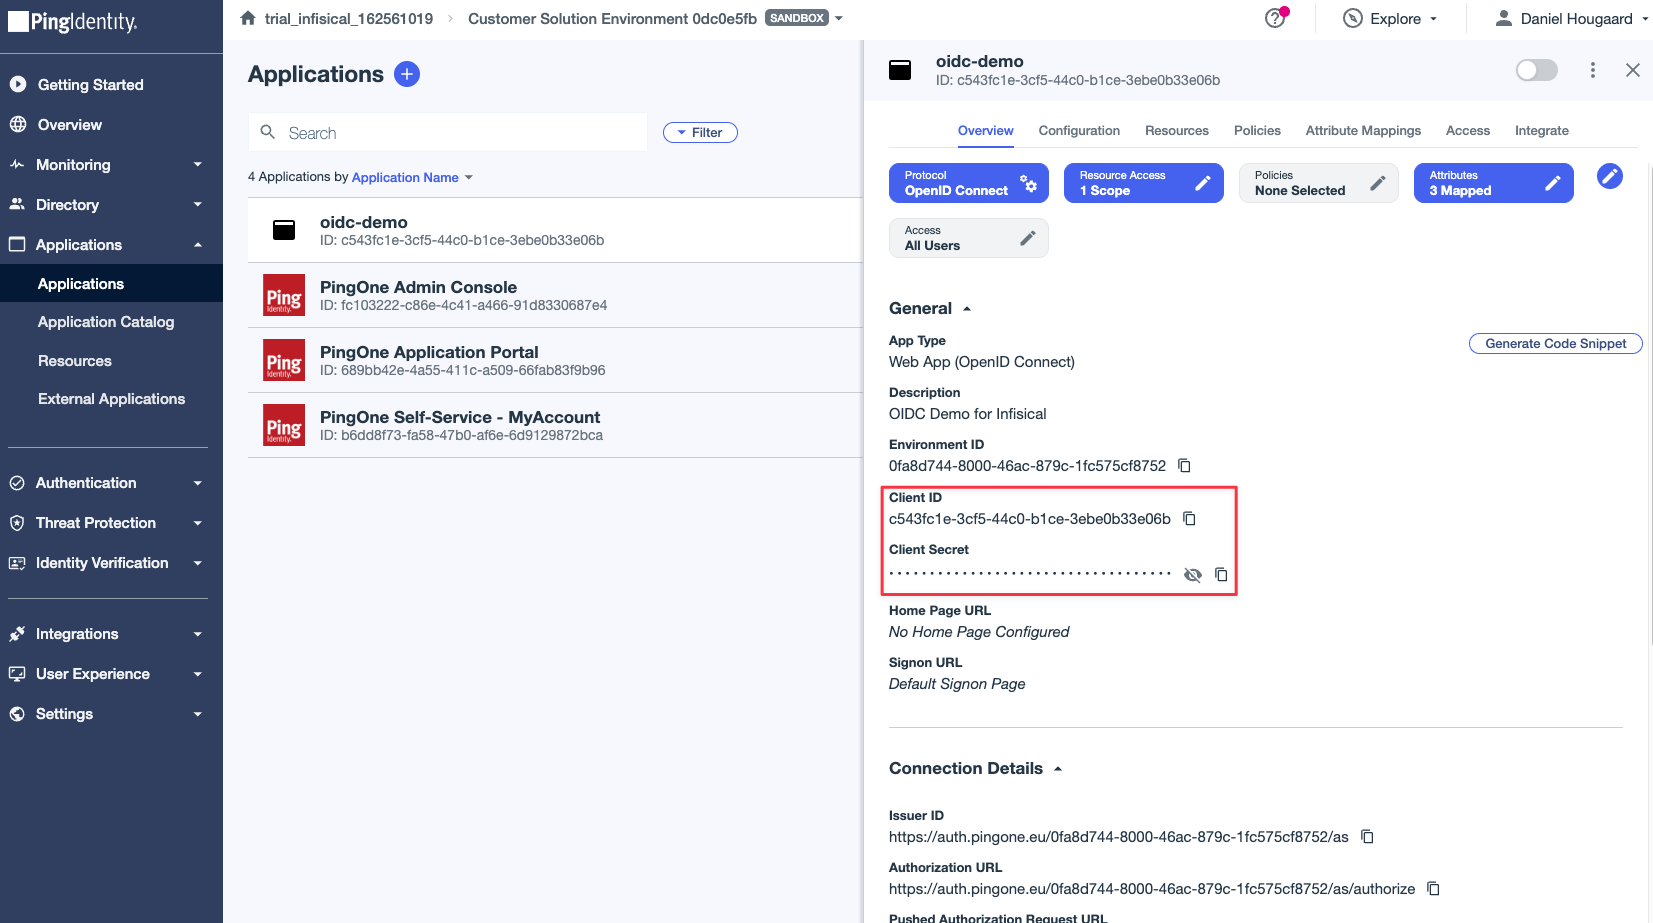 PingIdentity.
trial_infisical_162561019
Customer Solution Environment 0dc0e5fb SANDBOX
Explore
Daniel Hougaard
Getting Started
Overview
Monitoring
Directory
Applications
Applications
Application Catalog
Resources
External Applications
Authentication
Threat Protection
Identity Verification
Integrations
User Experience
Settings
Applications
Search
Filter
4 Applications by Application Name
oidc-demo
ID: c543fc1e-3cf5-44c0-b1ce-3ebe0b33e06b
Ping
Identity.
PingOne Admin Console
ID: fc103222-c86e-4c41-a466-91d8330687e4
Ping
Identity.
PingOne Application Portal
ID: 689bb42e-4a55-411c-a509-66fab83f9b96
Ping
Identity.
PingOne Self-Service - MyAccount
ID: b6dd8f73-fa58-47b0-af6e-6d9129872bca
oidc-demo
ID: c543fc1e-3cf5-44c0-b1ce-3ebe0b33e06b
Overview Configuration Resources Policies Attribute Mappings Access Integrate
Protocol
OpenID Connect
Resource Access
1 Scope
Policies
None Selected
Attributes
3 Mapped
Access
All Users
General
App Type
Web App (OpenID Connect)
Generate Code Snippet
Description
OIDC Demo for Infisical
Environment ID
0fa8d744-8000-46ac-879c-1fc575cf8752
Client ID
c543fc1e-3cf5-44c0-b1ce-3ebe0b33e06b
Client Secret
Home Page URL
No Home Page Configured
Signon URL
Default Signon Page
Connection Details
Issuer ID
https://auth.pingone.eu/0fa8d744-8000-46ac-879c-1fc575cf8752/as
Authorization URL
https://auth.pingone.eu/0fa8d744-8000-46ac-879c-1fc575cf8752/as/authorize
Pushed Authorization Request URL